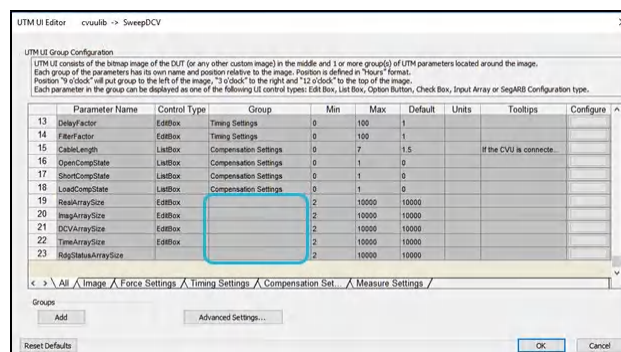 UTM UI Editor cvuulib -> SweepDCV
UTM UI Group Configuration
UTM UI consists of the bitmap image of the DUT (or any other custom image) in the middle and 1 or more group(s) of UTM parameters located around the image.
Each group of the parameters has its own name and position relative to the image. Position is defined in "Hours" format.
Position "9 o'clock" will put group to the left of the image, "3 o'clock" to the right and "12 o'clock" to the top of the image.
Each parameter in the group can be displayed as one of the following UI control types: Edit Box, List Box, Option Button, Check Box, Input Array or SegARB Configuration type.
Parameter Name Control Type Group Min Max Default Units Tooltips Configure
13 DelayFactor EditBox Timing Settings 0 100 1
14 FilterFactor EditBox Timing Settings 0 100 1
15 CableLength ListBox Compensation Settings 0 7 1.5 If the CVU is connecte...
16 OpenCompState ListBox Compensation Settings 0 1 0
17 ShortCompState ListBox Compensation Settings 0 1 0
18 LoadCompState ListBox Compensation Settings 0 1 0
19 RealArraySize EditBox 2 10000 10000
20 ImagArraySize EditBox 2 10000 10000
21 DCVArraySize EditBox 2 10000 10000
22 TimeArraySize EditBox 2 10000 10000
23 RdgStatusArraySize 2 10000 10000
< > \ All / Image / Force Settings / Timing Settings / Compensation Set... / Measure Settings /
Groups
Add Advanced Settings...
Reset Defaults OK Cancel